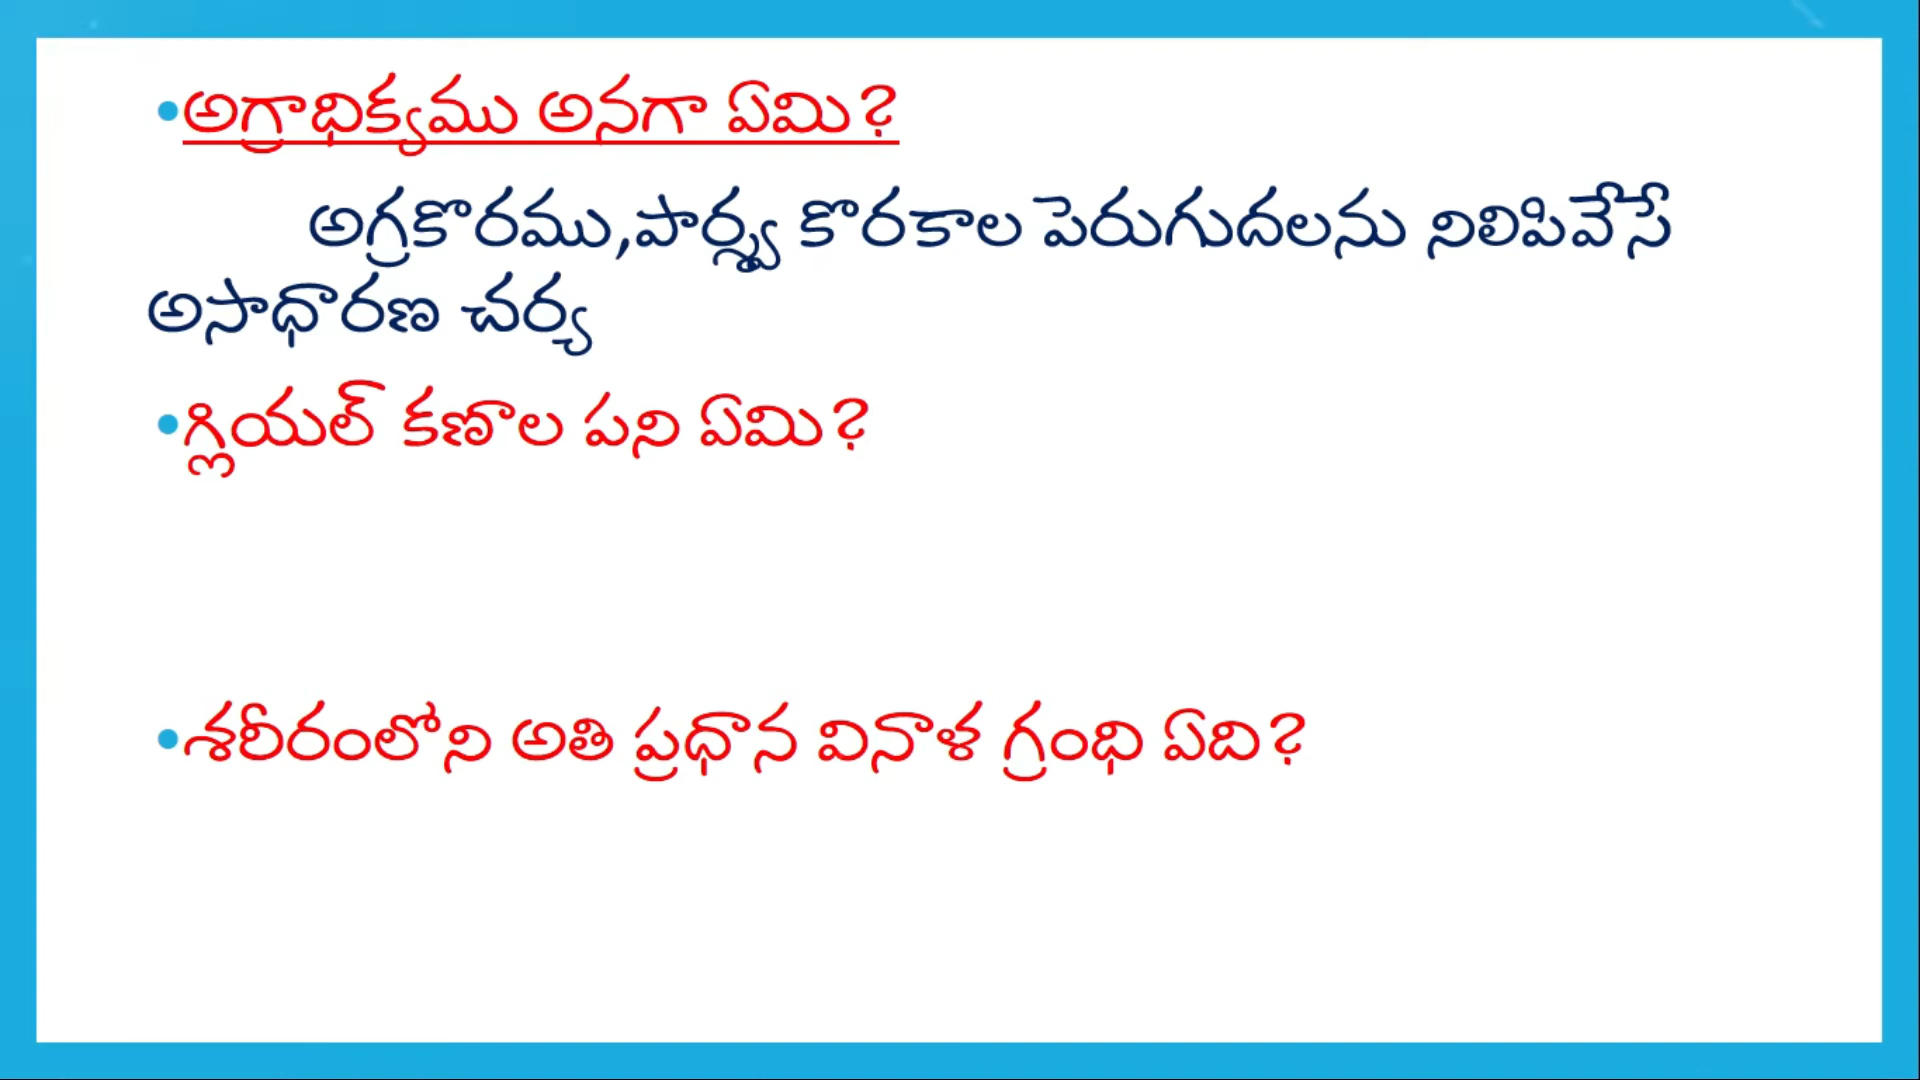 •అగ్రాధిక్యము అనగా ఏమి?
అగ్రకొరము,పార్శ్వ కొరకాల పెరుగుదలను నిలిపివేసే
అసాధారణ చర్య
•గ్లియల్ కణాల పని ఏమి?
•శరీరంలోని అతి ప్రధాన వినాళ గ్రంధి ఏది?